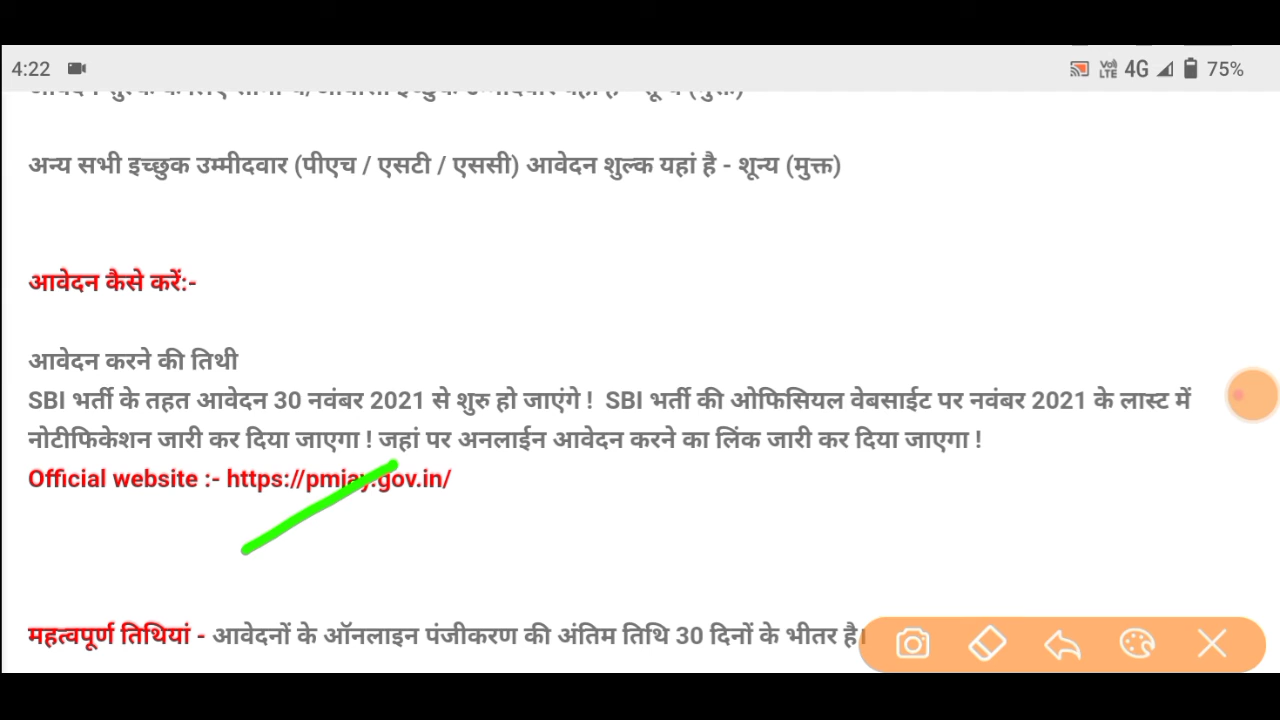 4:22
VoI LTE 4G 75%
अन्य सभी इच्छुक उम्मीदवार (पीएच / एसटी / एससी) आवेदन शुल्क यहां है - शून्य (मुक्त)
आवेदन कैसे करें:-
आवेदन करने की तिथी
SBI भर्ती के तहत आवेदन 30 नवंबर 2021 से शुरु हो जाएंगे ! SBI भर्ती की ओफिसियल वेबसाईट पर नवंबर 2021 के लास्ट में
नोटीफिकेशन जारी कर दिया जाएगा ! जहां पर अनलाईन आवेदन करने का लिंक जारी कर दिया जाएगा !
Official website :- https://pmjay.gov.in/
महत्वपूर्ण तिथियां - आवेदनों के ऑनलाइन पंजीकरण की अंतिम तिथि 30 दिनों के भीतर है।